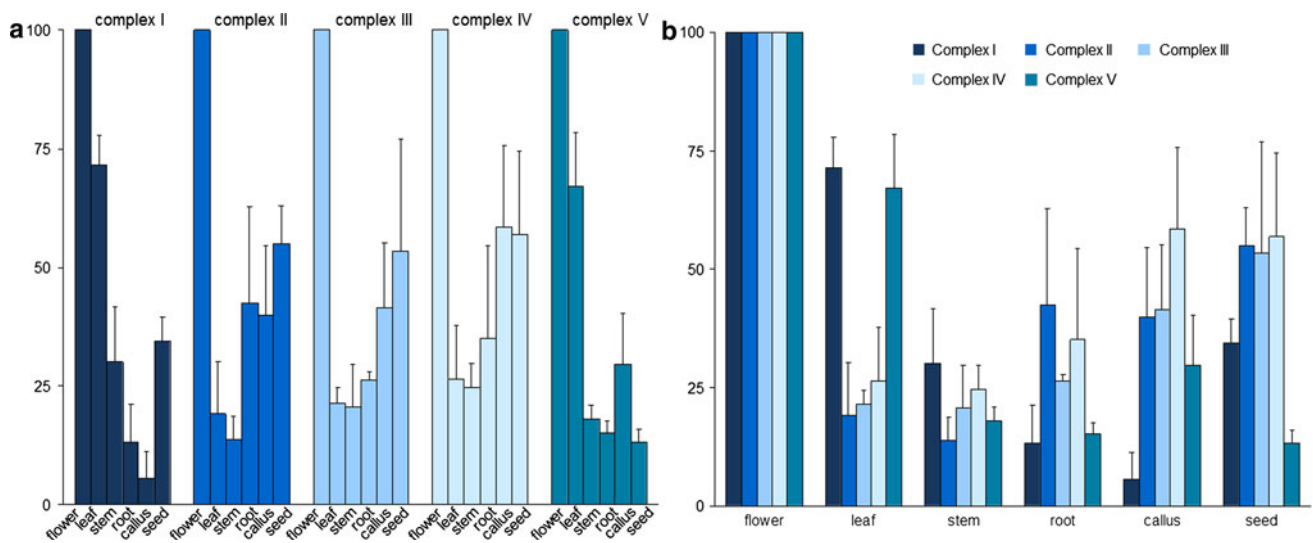 a
complex I complex II complex III complex IV complex V
100
75
50
25
0
flower leaf stem root callus seed flower leaf stem root callus seed flower leaf stem root callus seed flower leaf stem root callus seed flower leaf stem root callus seed
b
Complex I Complex II Complex III
Complex IV Complex V
100
75
50
25
0
flower leaf stem root callus seed